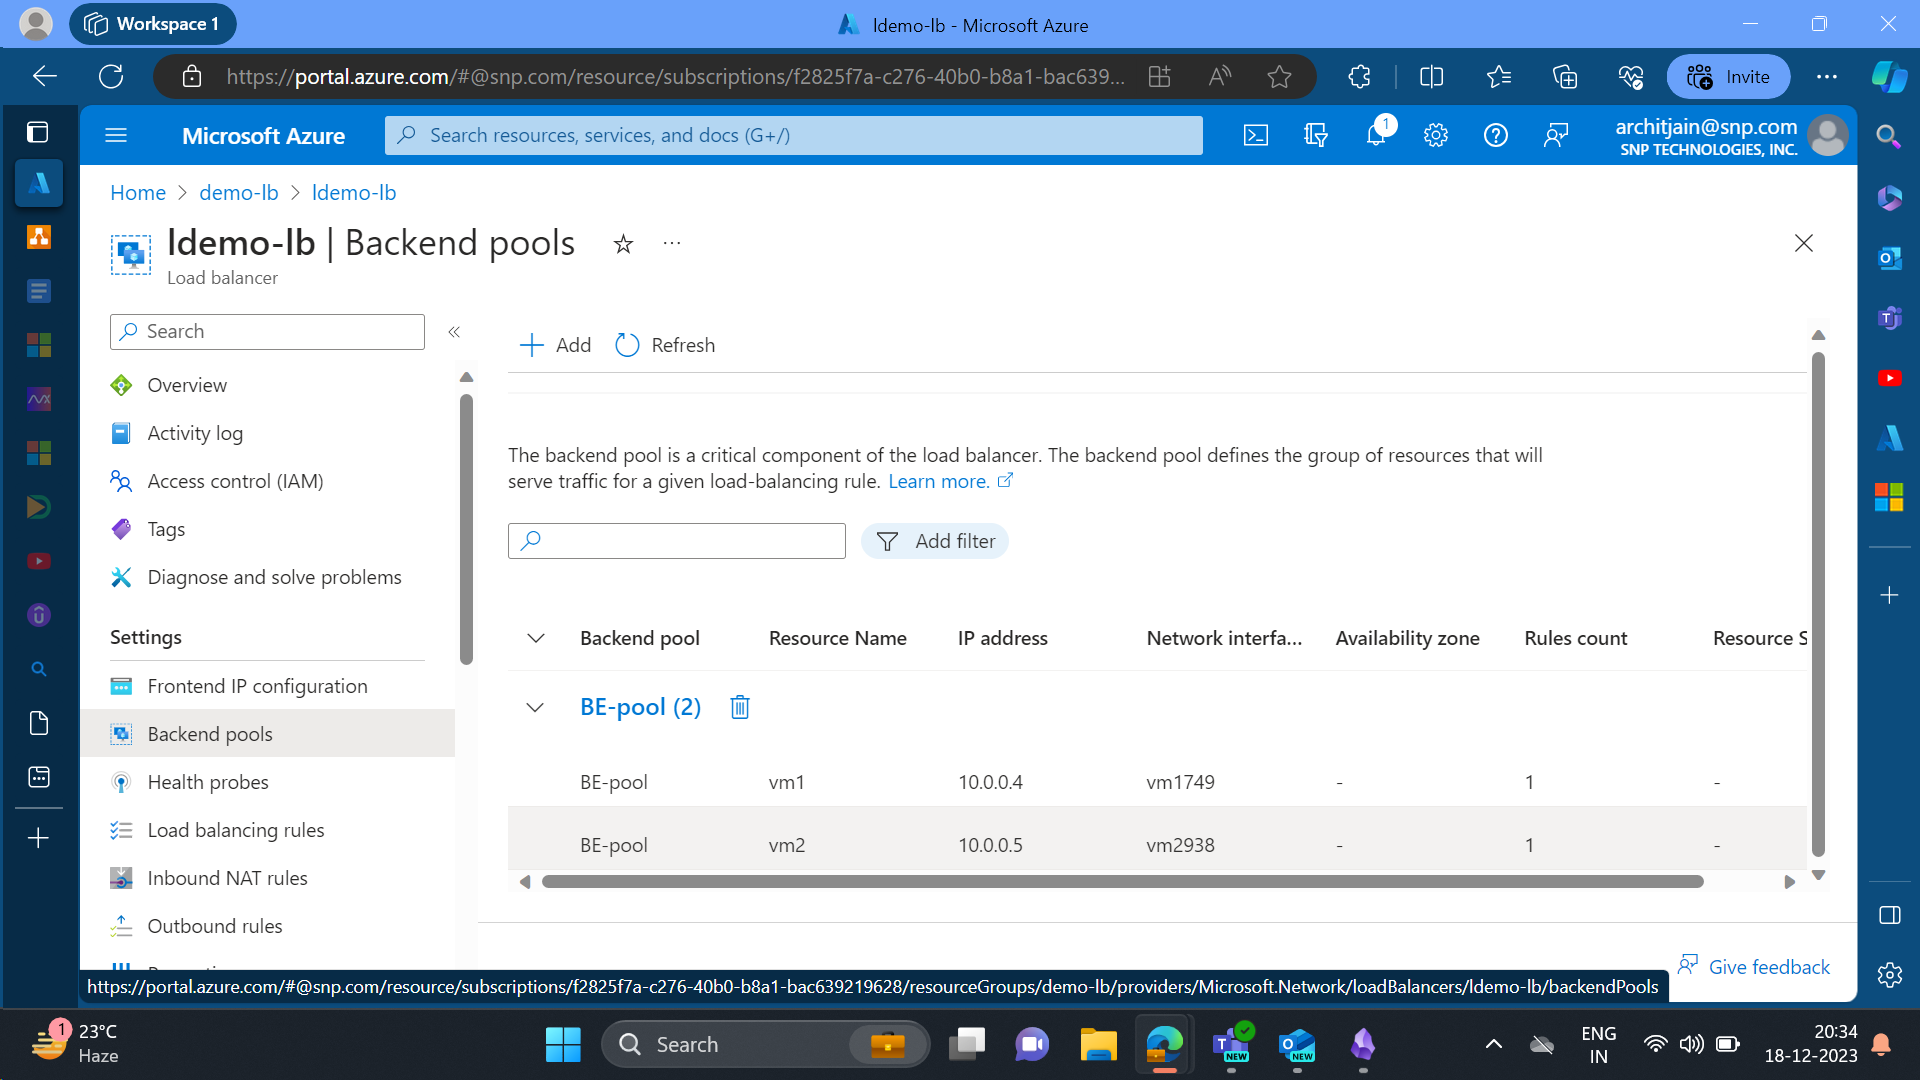 Workspace 1
ldemo-lb - Microsoft Azure
https://portal.azure.com/#@snp.com/resource/subscriptions/f2825f7a-c276-40b0-b8a1-bac639...
Invite
Microsoft Azure
Search resources, services, and docs (G+/)
1
architjain@snp.com
SNP TECHNOLOGIES, INC.
Home > demo-lb > ldemo-lb
ldemo-lb | Backend pools
Load balancer
Search
Add
Refresh
Overview
Activity log
Access control (IAM)
Tags
Diagnose and solve problems
Settings
Frontend IP configuration
Backend pools
Health probes
Load balancing rules
Inbound NAT rules
Outbound rules
The backend pool is a critical component of the load balancer. The backend pool defines the group of resources that will
serve traffic for a given load-balancing rule. Learn more.
Add filter
Backend pool Resource Name IP address Network interfa... Availability zone Rules count Resource S
BE-pool (2)
BE-pool vm1 10.0.0.4 vm1749 - 1 -
BE-pool vm2 10.0.0.5 vm2938 - 1 -
Give feedback
https://portal.azure.com/#@snp.com/resource/subscriptions/f2825f7a-c276-40b0-b8a1-bac639219628/resourceGroups/demo-lb/providers/Microsoft.Network/loadBalancers/ldemo-lb/backendPools
1
23°C
Haze
Search
NEW
NEW
ENG
IN
20:34
18-12-2023